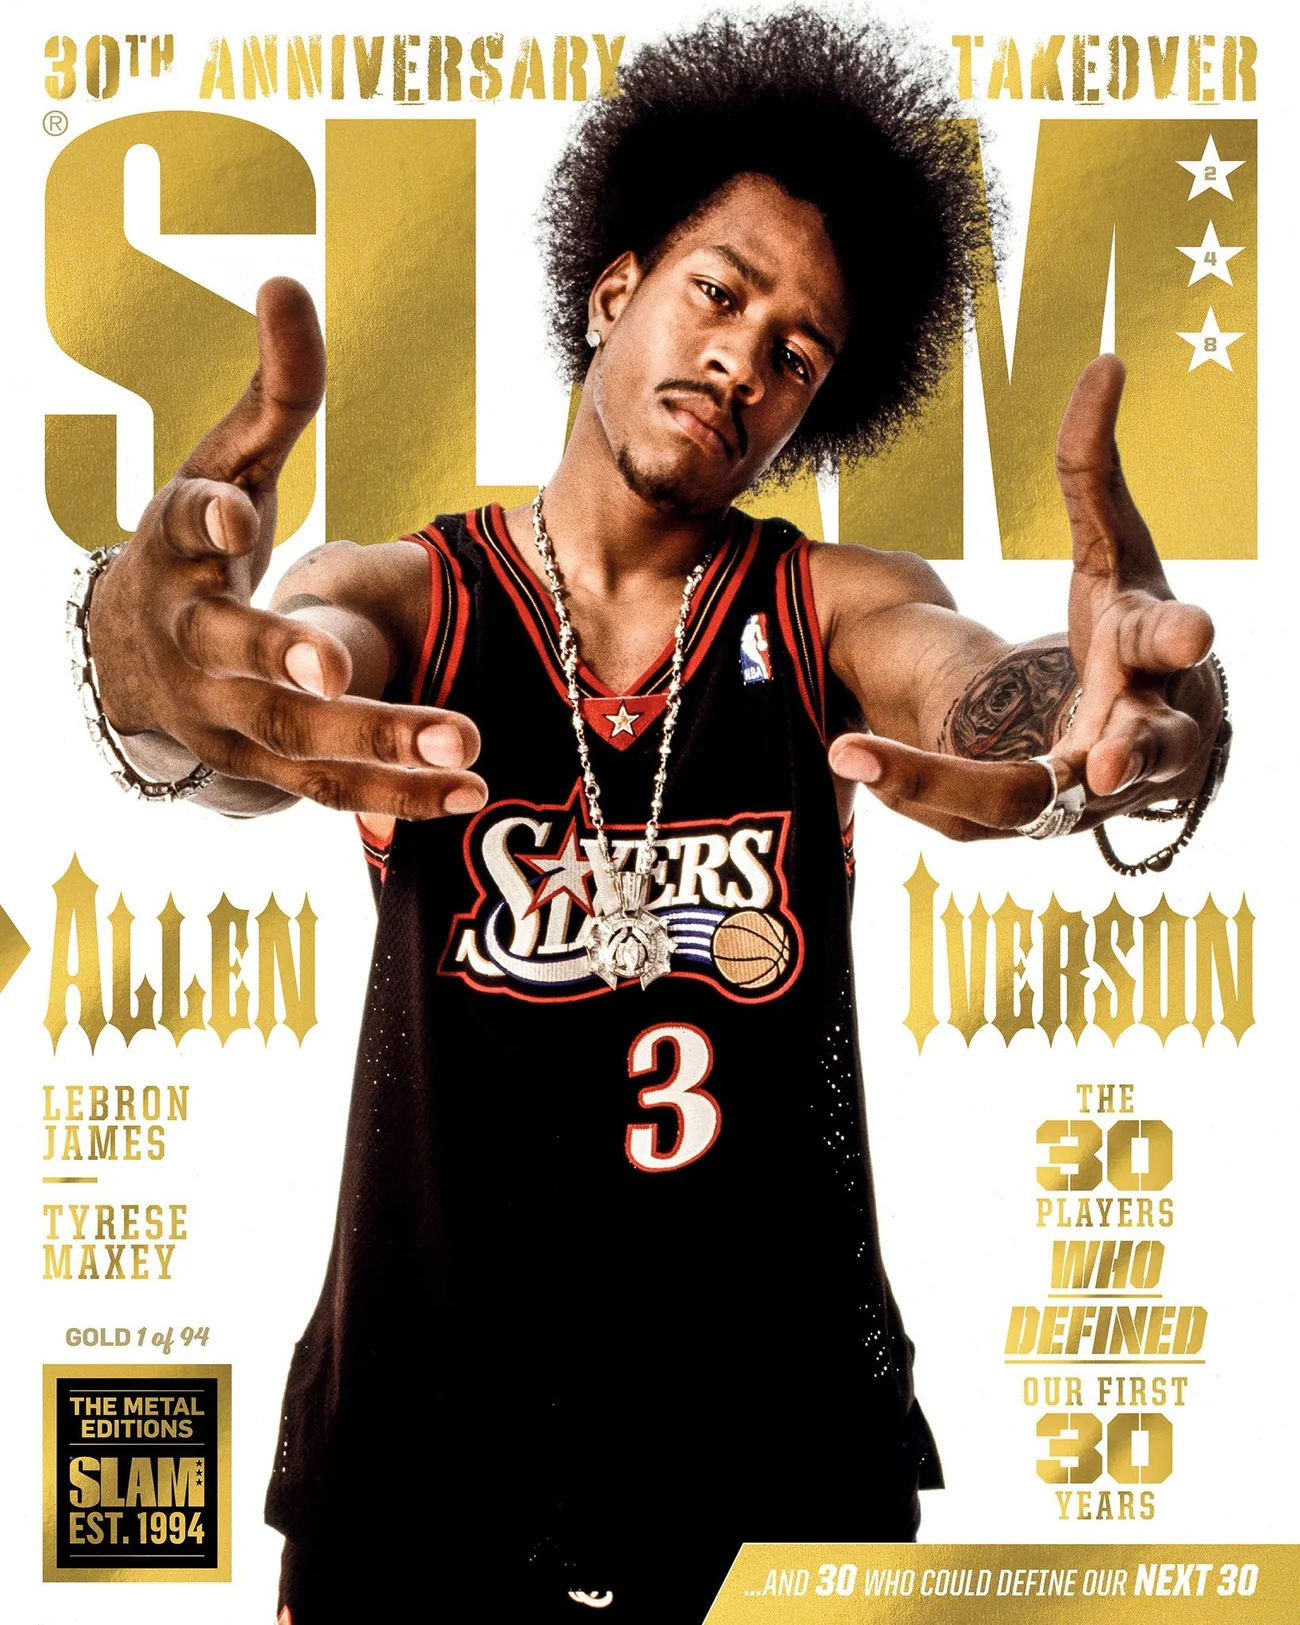 30TH ANNIVERSARY TAKEOVER
®
SLAM
2
4
8
NBA
SIXERS
3
ALLEN IVERSON
LEBRON
JAMES
TYRESE
MAXEY
GOLD 1 of 94
THE METAL
EDITIONS
SLAM
EST. 1994
THE
30
PLAYERS
WHO
DEFINED
OUR FIRST
30
YEARS
...AND 30 WHO COULD DEFINE OUR NEXT 30